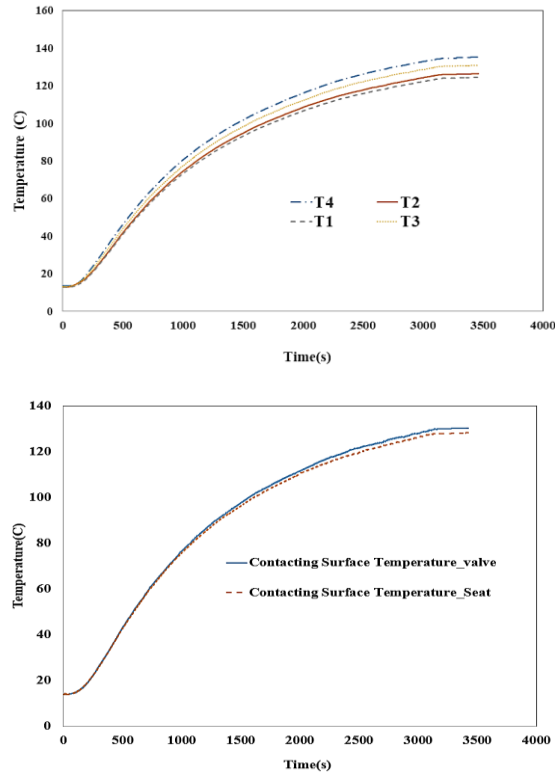 160
140
120
100
80
60
40
20
0
Temperature (C)
T4 T2
T1 T3
0 500 1000 1500 2000 2500 3000 3500 4000
Time(s)
140
120
100
80
60
40
20
0
Temperature(C)
Contacting Surface Temperature_valve
Contacting Surface Temperature_Seat
0 500 1000 1500 2000 2500 3000 3500 4000
Time(s)